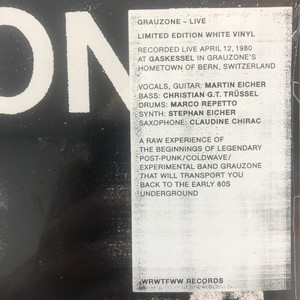 ON
GRAUZONE – LIVE
LIMITED EDITION WHITE VINYL
RECORDED LIVE APRIL 12, 1980
AT GASKESSEL IN GRAUZONE'S
HOMETOWN OF BERN, SWITZERLAND
VOCALS, GUITAR: MARTIN EICHER
BASS: CHRISTIAN G.T. TRÜSSEL
DRUMS: MARCO REPETTO
SYNTH: STEPHAN EICHER
SAXOPHONE: CLAUDINE CHIRAC
A RAW EXPERIENCE OF
THE BEGINNINGS OF LEGENDARY
POST-PUNK/COLDWAVE/
EXPERIMENTAL BAND GRAUZONE
THAT WILL TRANSPORT YOU
BACK TO THE EARLY 80S
UNDERGROUND
WRWTFWW RECORDS